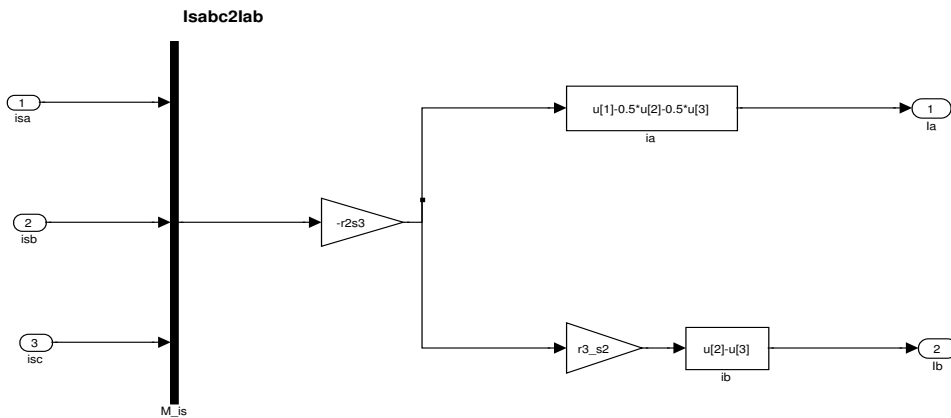 Isabc2Iab
1
isa
2
isb
3
isc
M_is
-r2s3
u[1]-0.5*u[2]-0.5*u[3]
ia
1
Ia
r3_s2
u[2]-u[3]
ib
2
Ib